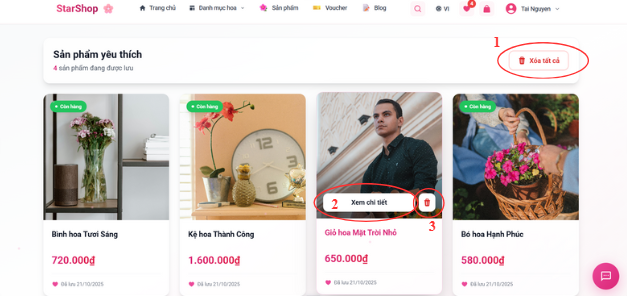 StarShop
Trang chủ
Danh mục hoa
Sản phẩm
Voucher
Blog
VI
4
Tai Nguyen
1
Sản phẩm yêu thích
4 sản phẩm đang được lưu
Xóa tất cả
Còn hàng
Còn hàng
Còn hàng
2
Xem chi tiết
3
Bình hoa Tươi Sáng
Kệ hoa Thành Công
Giỏ hoa Mặt Trời Nhỏ
Bó hoa Hạnh Phúc
720.000₫
1.600.000₫
650.000₫
580.000₫
Đã lưu 21/10/2025
Đã lưu 21/10/2025
Đã lưu 21/10/2025
Đã lưu 21/10/2025